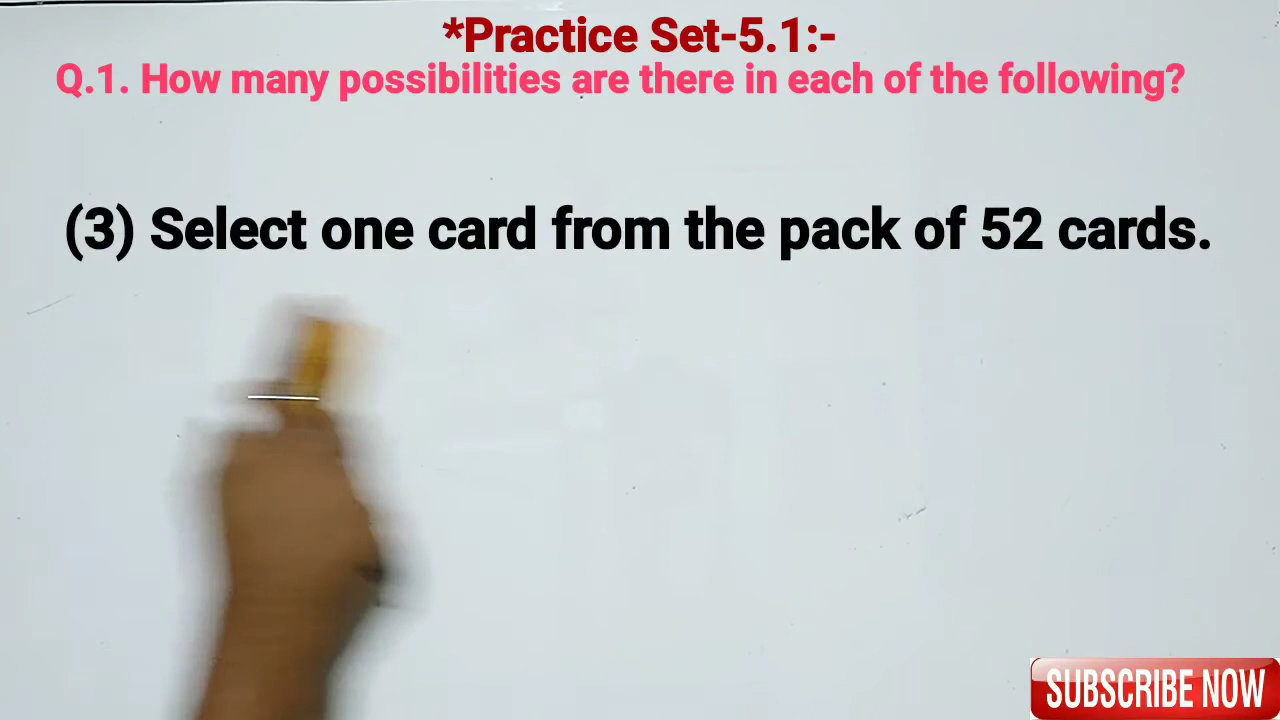 *Practice Set-5.1:-
Q.1. How many possibilities are there in each of the following?
(3) Select one card from the pack of 52 cards.
SUBSCRIBE NOW